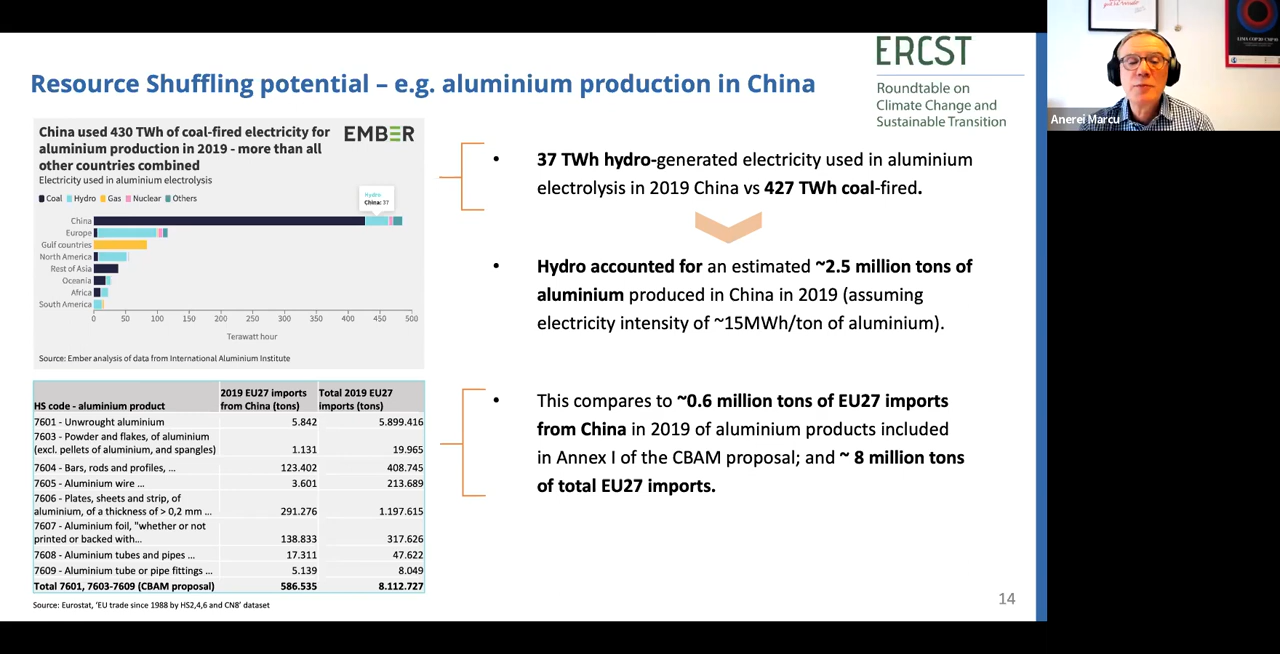 Resource Shuffling potential – e.g. aluminium production in China
ERCST
Roundtable on
Climate Change and
Sustainable Transition
Anerei Marcu
China used 430 TWh of coal-fired electricity for
aluminium production in 2019 - more than all
other countries combined
EMBER
Electricity used in aluminium electrolysis
Coal Hydro Gas Nuclear Others
Hydro
China: 37
China
Europe
Gulf countries
North America
Rest of Asia
Oceania
Africa
South America
0 50 100 150 200 250 300 350 400 450 500
Terawatt hour
Source: Ember analysis of data from International Aluminium Institute
• 37 TWh hydro-generated electricity used in aluminium
electrolysis in 2019 China vs 427 TWh coal-fired.
• Hydro accounted for an estimated ~2.5 million tons of
aluminium produced in China in 2019 (assuming
electricity intensity of ~15MWh/ton of aluminium).
• This compares to ~0.6 million tons of EU27 imports
from China in 2019 of aluminium products included
in Annex I of the CBAM proposal; and ~ 8 million tons
of total EU27 imports.
2019 EU27 imports Total 2019 EU27
HS code - aluminium product from China (tons) imports (tons)
7601 - Unwrought aluminium 5.842 5.899.416
7603 - Powder and flakes, of aluminium
(excl. pellets of aluminium, and spangles) 1.131 19.965
7604 - Bars, rods and profiles, ... 123.402 408.745
7605 - Aluminium wire ... 3.601 213.689
7606 - Plates, sheets and strip, of
aluminium, of a thickness of > 0,2 mm ... 291.276 1.197.615
7607 - Aluminium foil, "whether or not
printed or backed with... 138.833 317.626
7608 - Aluminium tubes and pipes ... 17.311 47.622
7609 - Aluminium tube or pipe fittings ... 5.139 8.049
Total 7601, 7603-7609 (CBAM proposal) 586.535 8.112.727
Source: Eurostat, 'EU trade since 1988 by HS2,4,6 and CN8' dataset
14